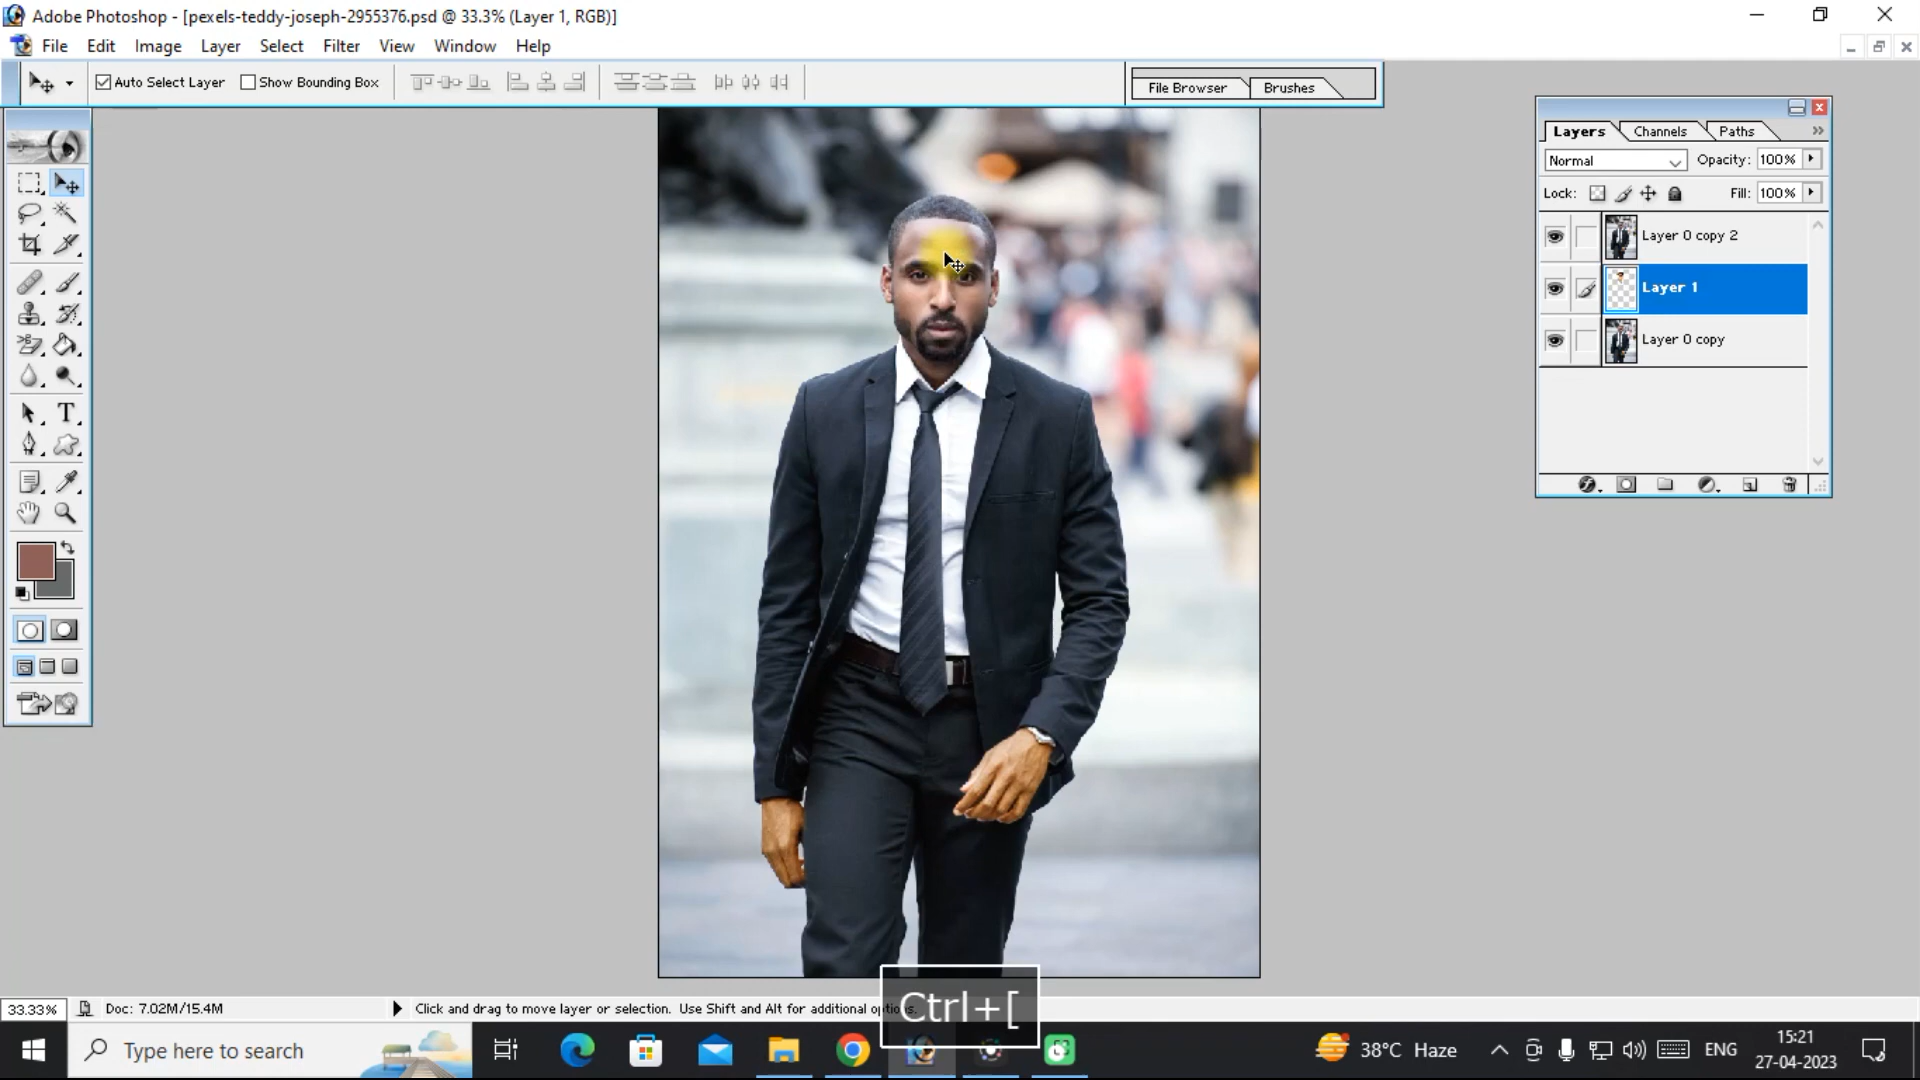 Adobe Photoshop - [pexels-teddy-joseph-2955376.psd @ 33.3% (Layer 1, RGB)]
File Edit Image Layer Select Filter View Window Help
Auto Select Layer Show Bounding Box
File Browser Brushes
Layers Channels Paths
Normal Opacity: 100%
Lock: Fill: 100%
Layer 0 copy 2
Layer 1
Layer 0 copy
T
33.33% Doc: 7.02M/15.4M Click and drag to move layer or selection. Use Shift and Alt for additional
Ctrl+[
Type here to search
38°C Haze
ENG
15:21
27-04-2023